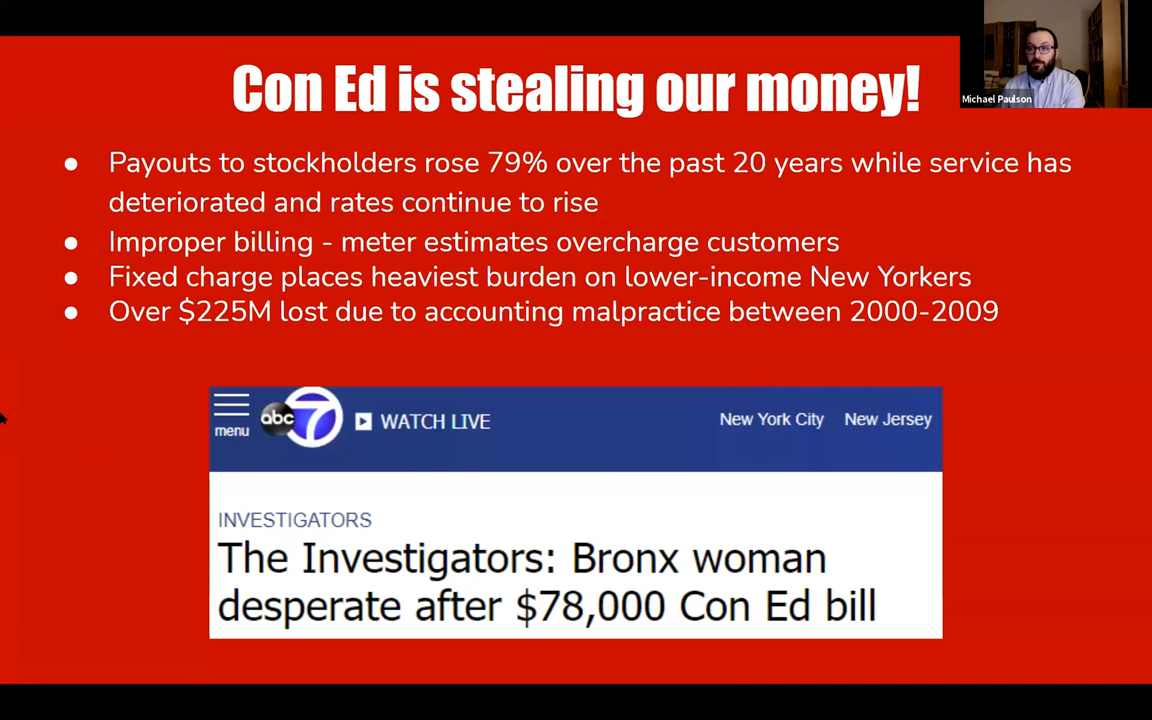 Con Ed is stealing our money!
Michael Paulson
● Payouts to stockholders rose 79% over the past 20 years while service has
deteriorated and rates continue to rise
● Improper billing - meter estimates overcharge customers
● Fixed charge places heaviest burden on lower-income New Yorkers
● Over $225M lost due to accounting malpractice between 2000-2009
menu
abc 7
WATCH LIVE
New York City
New Jersey
INVESTIGATORS
The Investigators: Bronx woman
desperate after $78,000 Con Ed bill